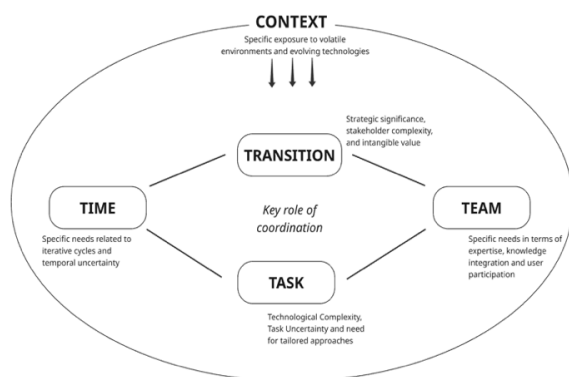 CONTEXT
Specific exposure to volatile
environments and evolving technologies
Strategic significance,
stakeholder complexity,
and intangible value
TRANSITION
TIME
Specific needs related to
iterative cycles and
temporal uncertainty
Key role of
coordination
TEAM
Specific needs in terms of
expertise, knowledge
integration and user
participation
TASK
Technological Complexity,
Task Uncertainty and need
for tailored approaches